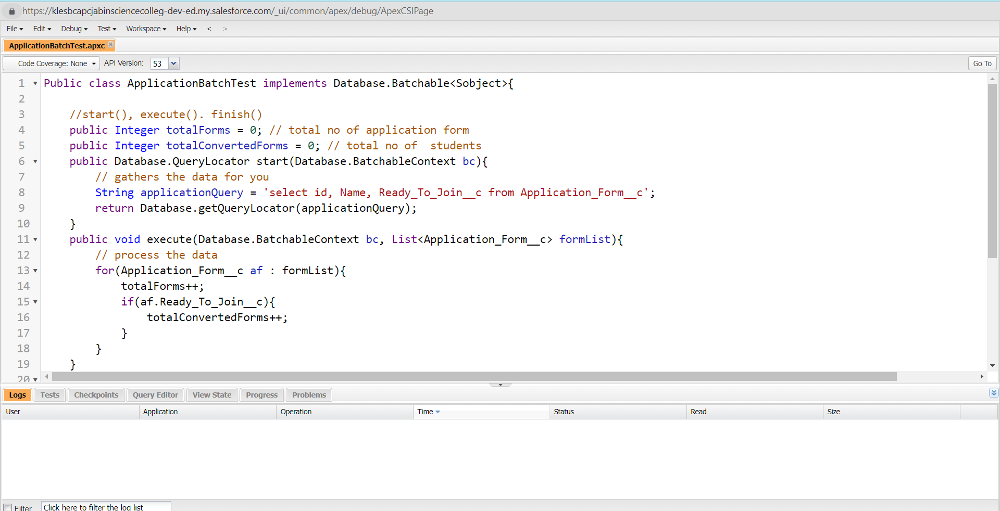 https://klesbcapcjabinsciencecolleg-dev-ed.my.salesforce.com/_ui/common/apex/debug/ApexCSIPage
File Edit Debug Test Workspace Help < >
ApplicationBatchTest.apxc
Code Coverage: None API Version: 53 Go To
1 Public class ApplicationBatchTest implements Database.Batchable<Sobject>{
2
3 //start(), execute(). finish()
4 public Integer totalForms = 0; // total no of application form
5 public Integer totalConvertedForms = 0; // total no of  students
6 public Database.QueryLocator start(Database.BatchableContext bc){
7 // gathers the data for you
8 String applicationQuery = 'select id, Name, Ready_To_Join__c from Application_Form__c';
9 return Database.getQueryLocator(applicationQuery);
10 }
11 public void execute(Database.BatchableContext bc, List<Application_Form__c> formList){
12 // process the data
13 for(Application_Form__c af : formList){
14 totalForms++;
15 if(af.Ready_To_Join__c){
16 totalConvertedForms++;
17 }
18 }
19 }
20
Logs Tests Checkpoints Query Editor View State Progress Problems
User Application Operation Time Status Read Size
Filter Click here to filter the log list